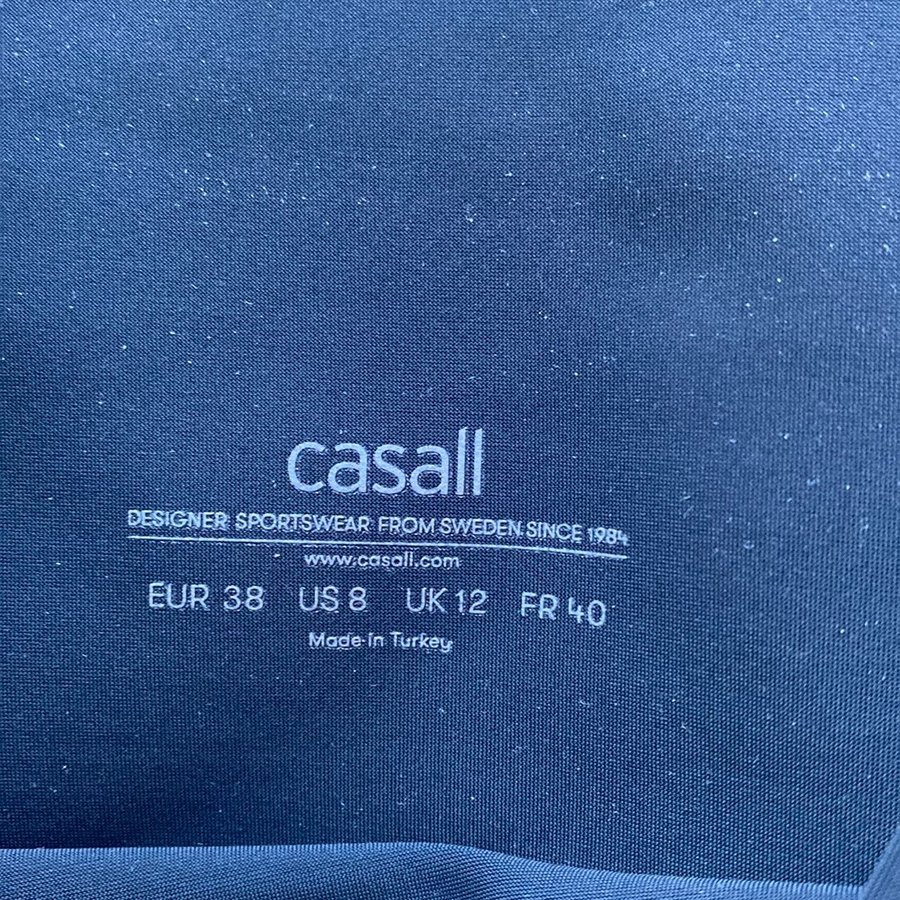 casall
DESIGNER SPORTSWEAR FROM SWEDEN SINCE 1984
www.casall.com
EUR 38 US 8 UK 12 FR 40
Made in Turkey